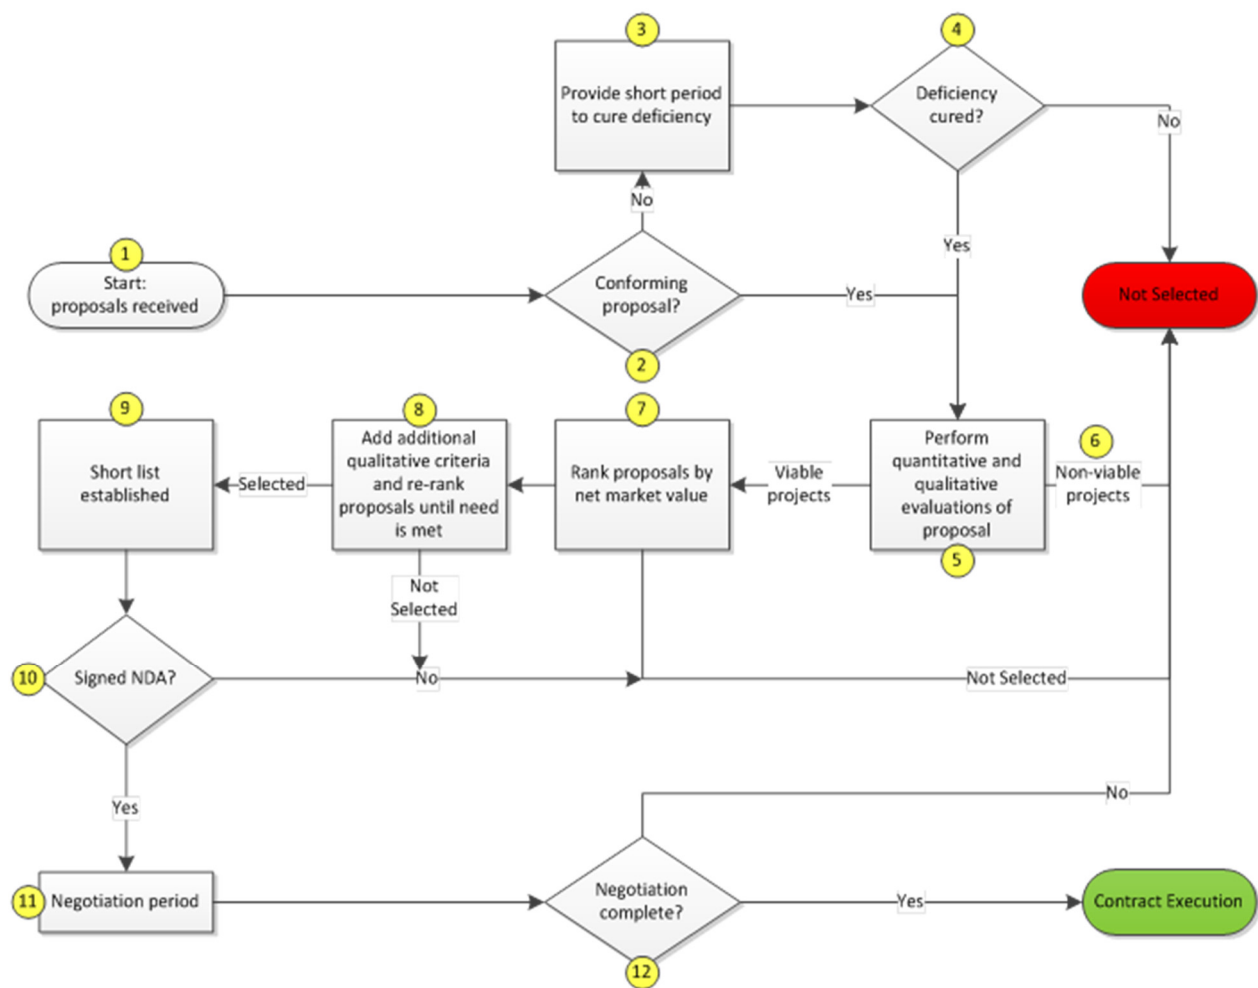 3
4
Provide short period
to cure deficiency
Deficiency
cured?
No
No
1
Start:
proposals received
Conforming
proposal?
Yes
Yes
Not Selected
2
9
8
7
6
Short list
established
Selected
Add additional
qualitative criteria
and re-rank
proposals until need
is met
Rank proposals by
net market value
Viable
projects
Perform
quantitative and
qualitative
evaluations of
proposal
Non-viable
projects
5
Not
Selected
10
Signed NDA?
No
Not Selected
Yes
No
11
Negotiation period
Negotiation
complete?
Yes
Contract Execution
12